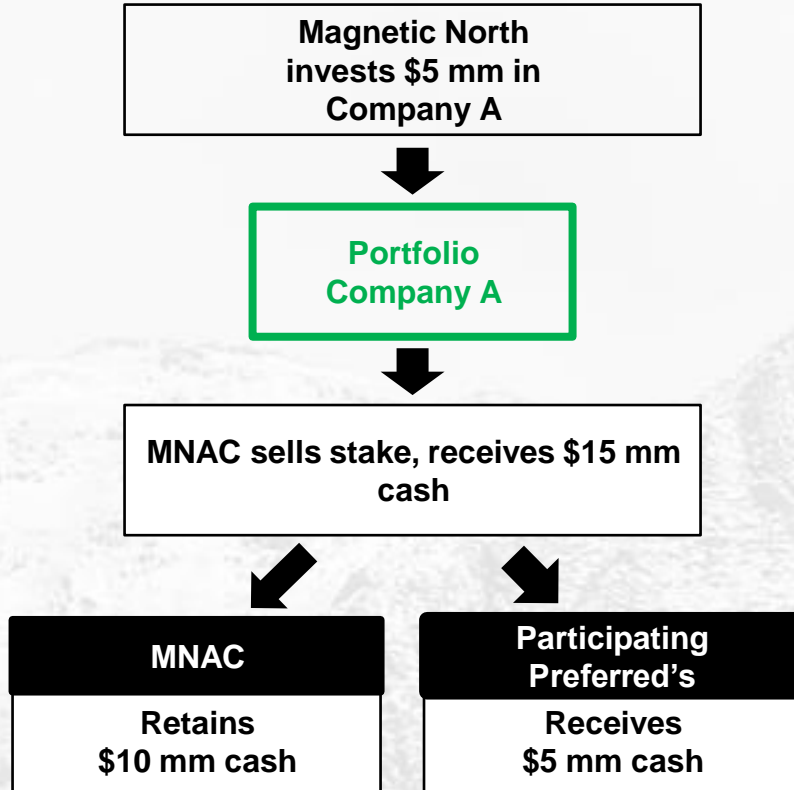 Magnetic North
invests $5 mm in
Company A
Portfolio
Company A
MNAC sells stake, receives $15 mm
cash
MNAC
Retains
$10 mm cash
Participating
Preferred's
Receives
$5 mm cash